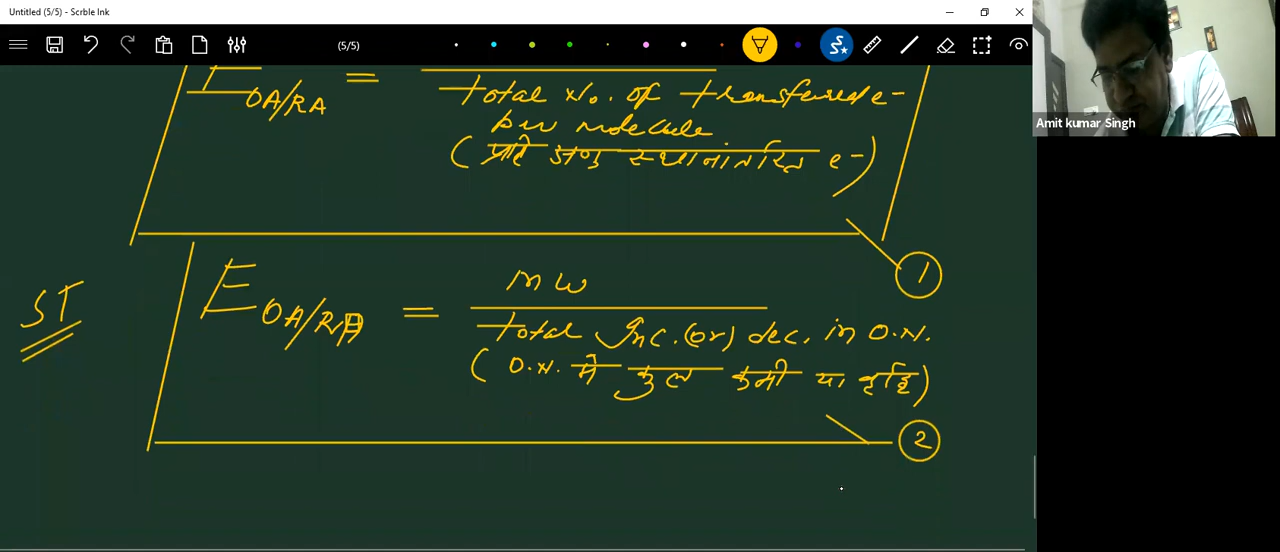 Untitled (5/5) - Scrble Ink
(5/5)
Amit kumar Singh
E OA/RA =
Total No. of transferred e-
per molecule
(प्रति अणु स्थानांतरित e-)
1
ST
E OA/RA = MW
Total Inc. (or) dec. in O.N.
(O.N. में कुल कमी या वृद्धि)
2